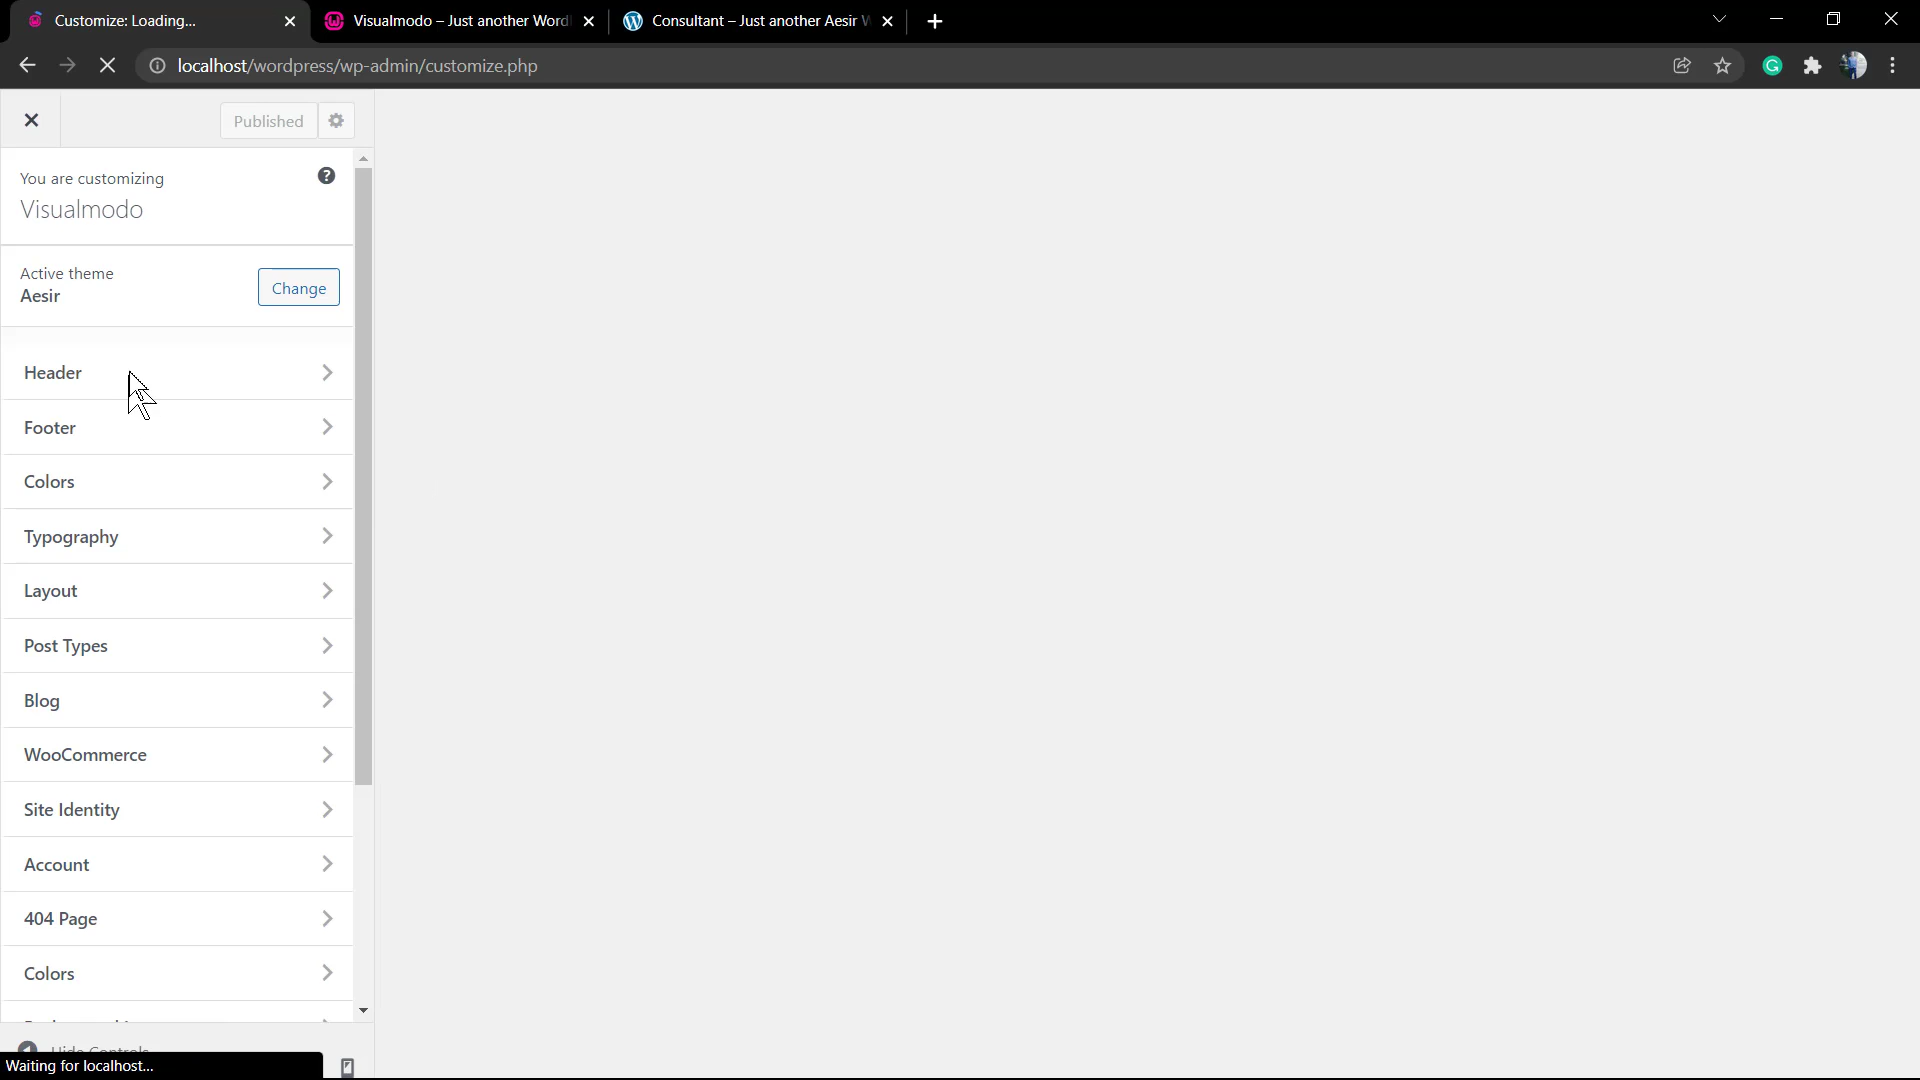 Customize: Loading...
Visualmodo – Just another Word
Consultant – Just another Aesir W
localhost/wordpress/wp-admin/customize.php
Published
You are customizing
Visualmodo
Active theme
Aesir
Change
Header
Footer
Colors
Typography
Layout
Post Types
Blog
WooCommerce
Site Identity
Account
404 Page
Colors
Hide Controls
Waiting for localhost...